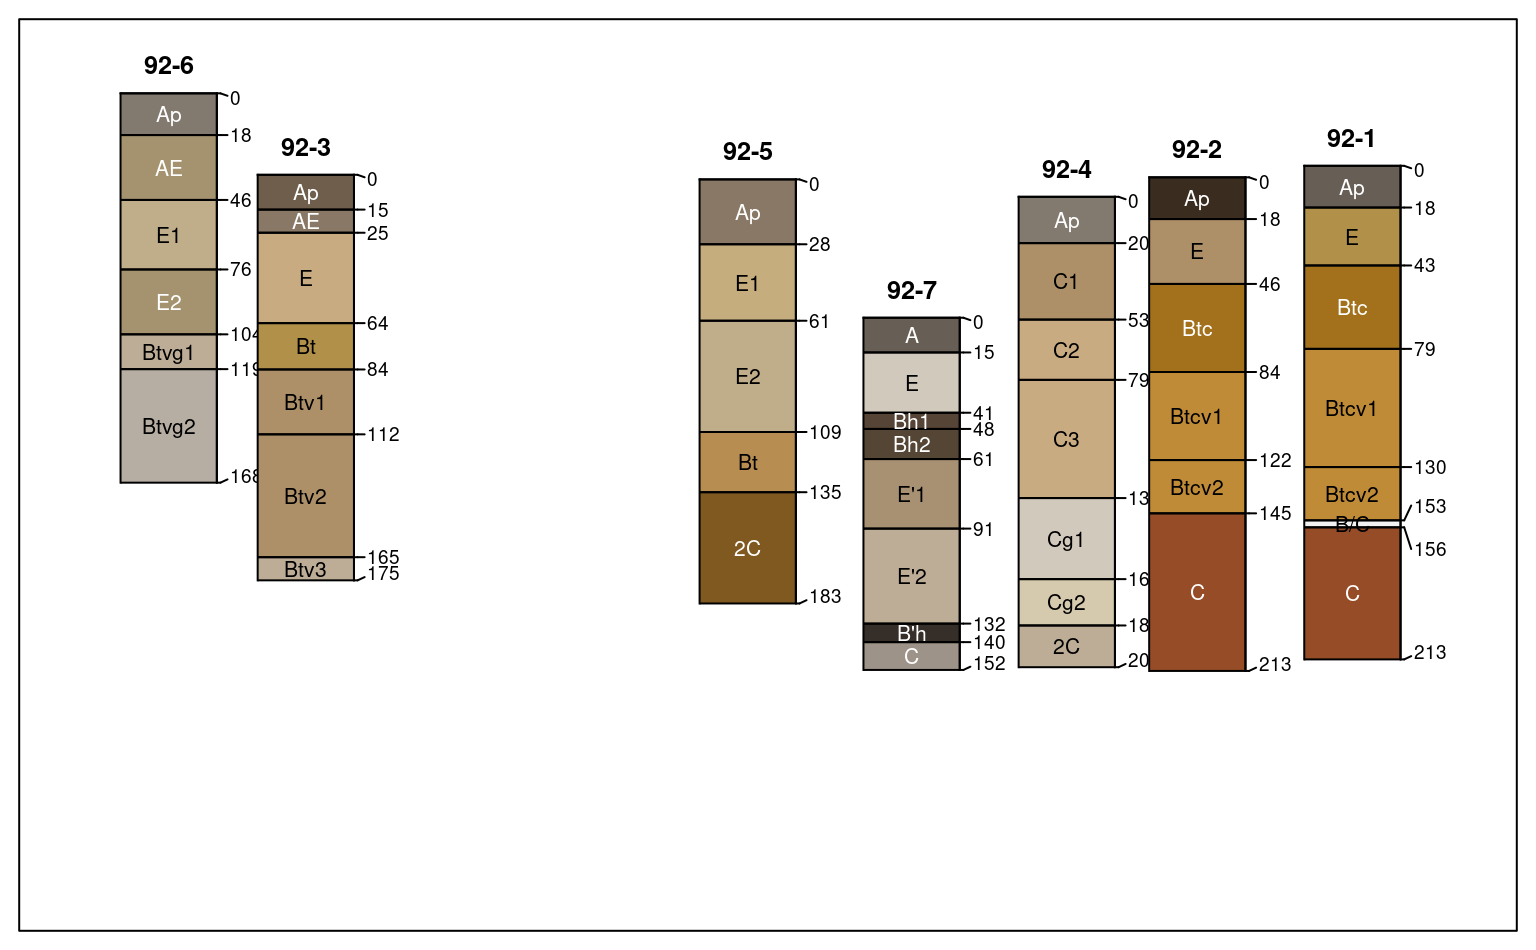 92-6
0
Ap
18
AE
46
E1
76
E2
104
Btvg1
119
Btvg2
168
92-3
0
Ap
15
AE
25
E
64
Bt
84
Btv1
112
Btv2
165
Btv3
175
92-5
0
Ap
28
E1
61
E2
109
Bt
135
2C
183
92-7
0
A
15
E
41
Bh1
48
Bh2
61
E'1
91
E'2
132
B'h
140
C
152
92-4
0
Ap
20
C1
53
C2
79
C3
13
Cg1
16
Cg2
18
2C
20
92-2
0
Ap
18
E
46
Btc
84
Btcv1
122
Btcv2
145
C
213
92-1
0
Ap
18
E
43
Btc
79
Btcv1
130
Btcv2
153
B/C
156
C
213